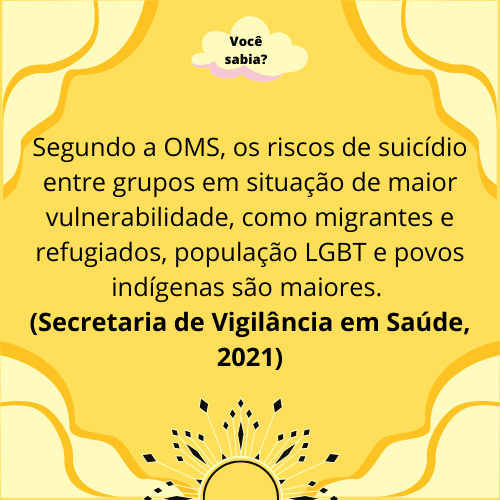 Você
sabia?
Segundo a OMS, os riscos de suicídio
entre grupos em situação de maior
vulnerabilidade, como migrantes e
refugiados, população LGBT e povos
indígenas são maiores.
(Secretaria de Vigilância em Saúde,
2021)